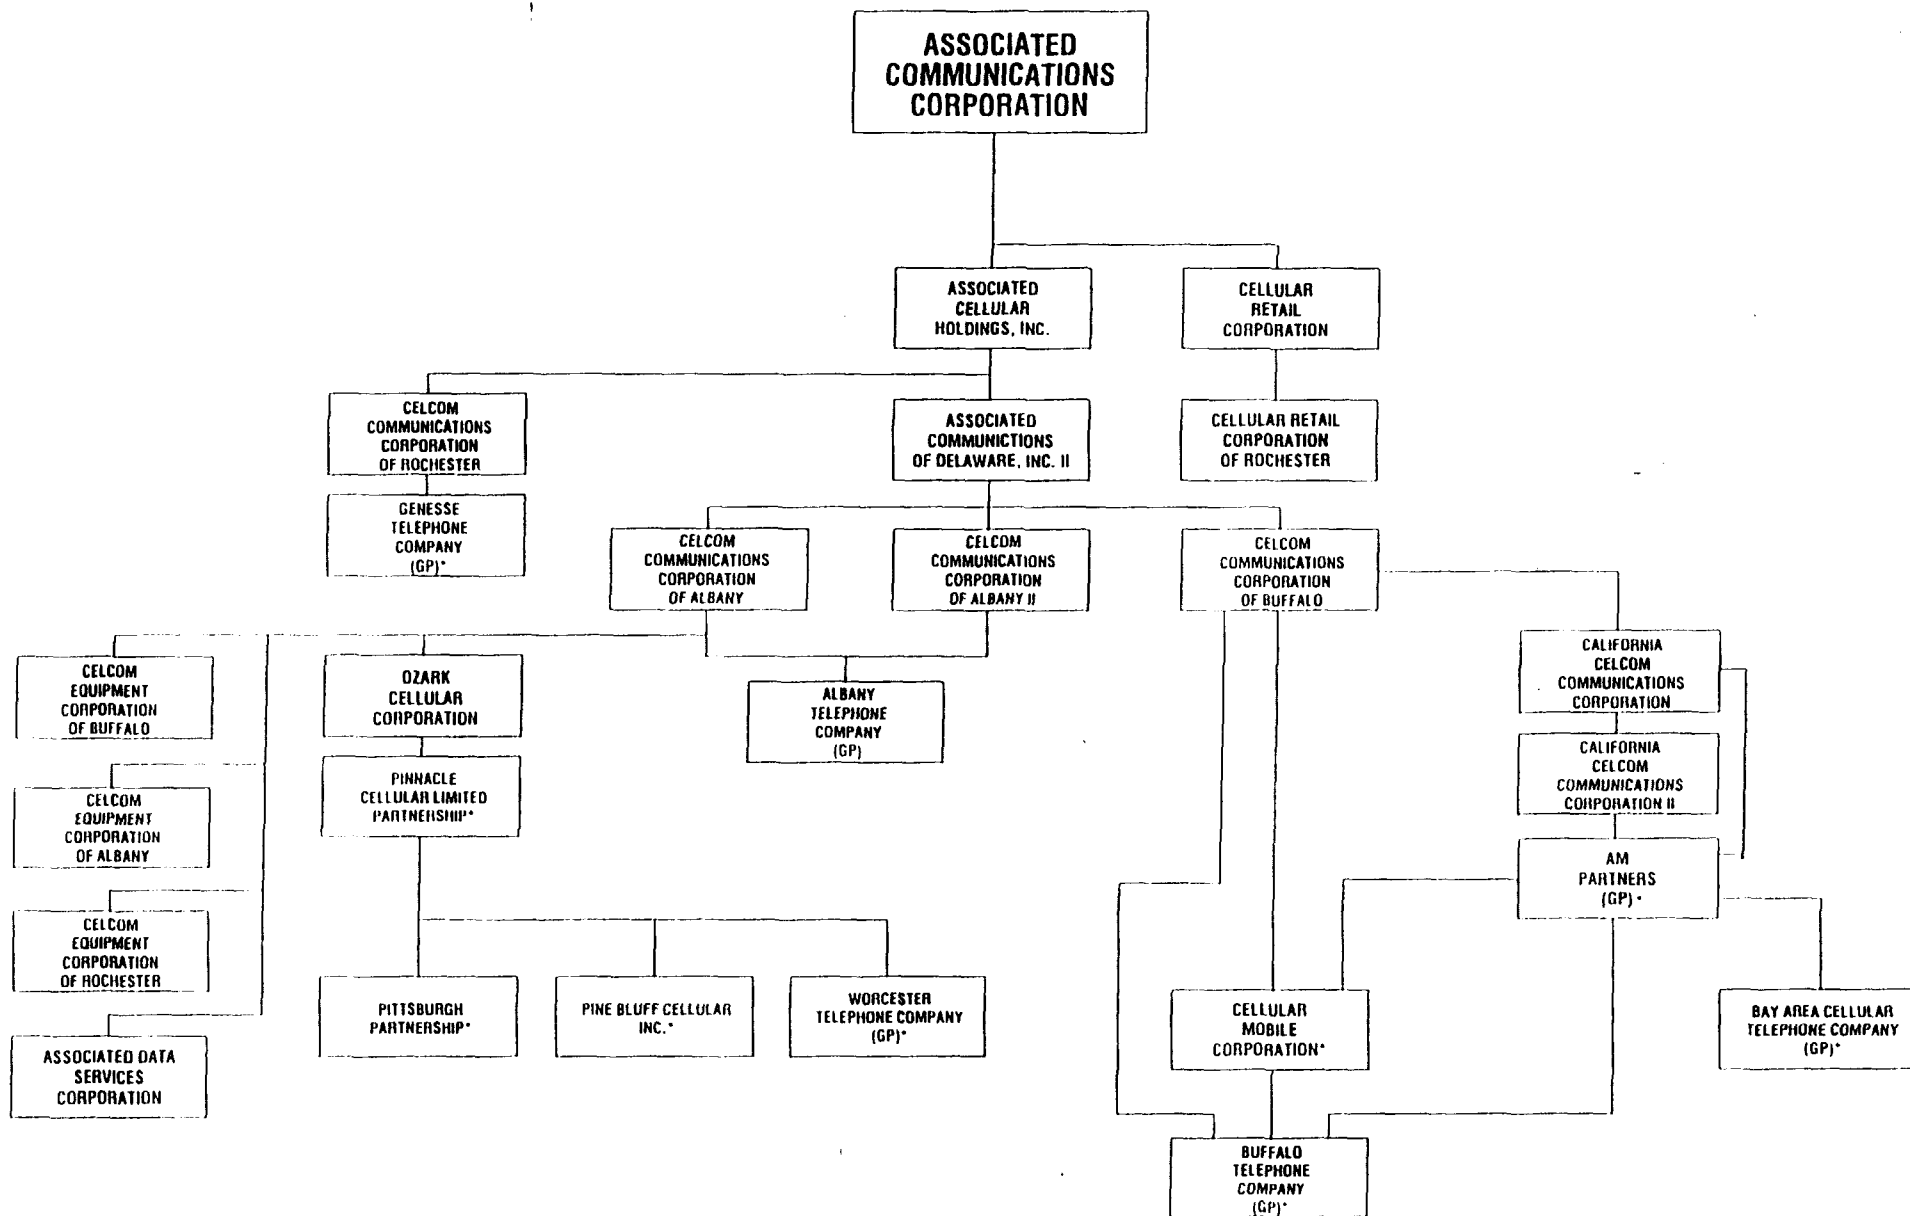 ASSOCIATED
COMMUNICATIONS
CORPORATION
ASSOCIATED
CELLULAR
HOLDINGS, INC.
CELLULAR
RETAIL
CORPORATION
CELCOM
COMMUNICATIONS
CORPORATION
OF ROCHESTER
ASSOCIATED
COMMUNICTIONS
OF DELAWARE, INC. II
CELLULAR RETAIL
CORPORATION
OF ROCHESTER
GENESSE
TELEPHONE
COMPANY
(GP)*
CELCOM
COMMUNICATIONS
CORPORATION
OF ALBANY
CELCOM
COMMUNICATIONS
CORPORATION
OF ALBANY II
CELCOM
COMMUNICATIONS
CORPORATION
OF BUFFALO
CELCOM
EQUIPMENT
CORPORATION
OF BUFFALO
OZARK
CELLULAR
CORPORATION
ALBANY
TELEPHONE
COMPANY
(GP)
CALIFORNIA
CELCOM
COMMUNICATIONS
CORPORATION
CALIFORNIA
CELCOM
COMMUNICATIONS
CORPORATION II
CELCOM
EQUIPMENT
CORPORATION
OF ALBANY
PINNACLE
CELLULAR LIMITED
PARTNERSHIP*
AM
PARTNERS
(GP)*
CELCOM
EQUIPMENT
CORPORATION
OF ROCHESTER
PITTSBURGH
PARTNERSHIP*
PINE BLUFF CELLULAR
INC.*
WORCESTER
TELEPHONE COMPANY
(GP)*
CELLULAR
MOBILE
CORPORATION*
BAY AREA CELLULAR
TELEPHONE COMPANY
(GP)*
ASSOCIATED DATA
SERVICES
CORPORATION
BUFFALO
TELEPHONE
COMPANY
(GP)*